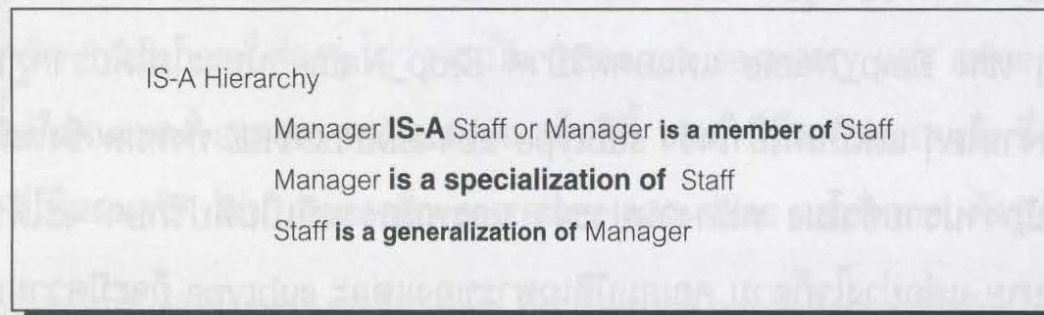 IS-A Hierarchy
Manager IS-A Staff or Manager is a member of Staff
Manager is a specialization of Staff
Staff is a generalization of Manager